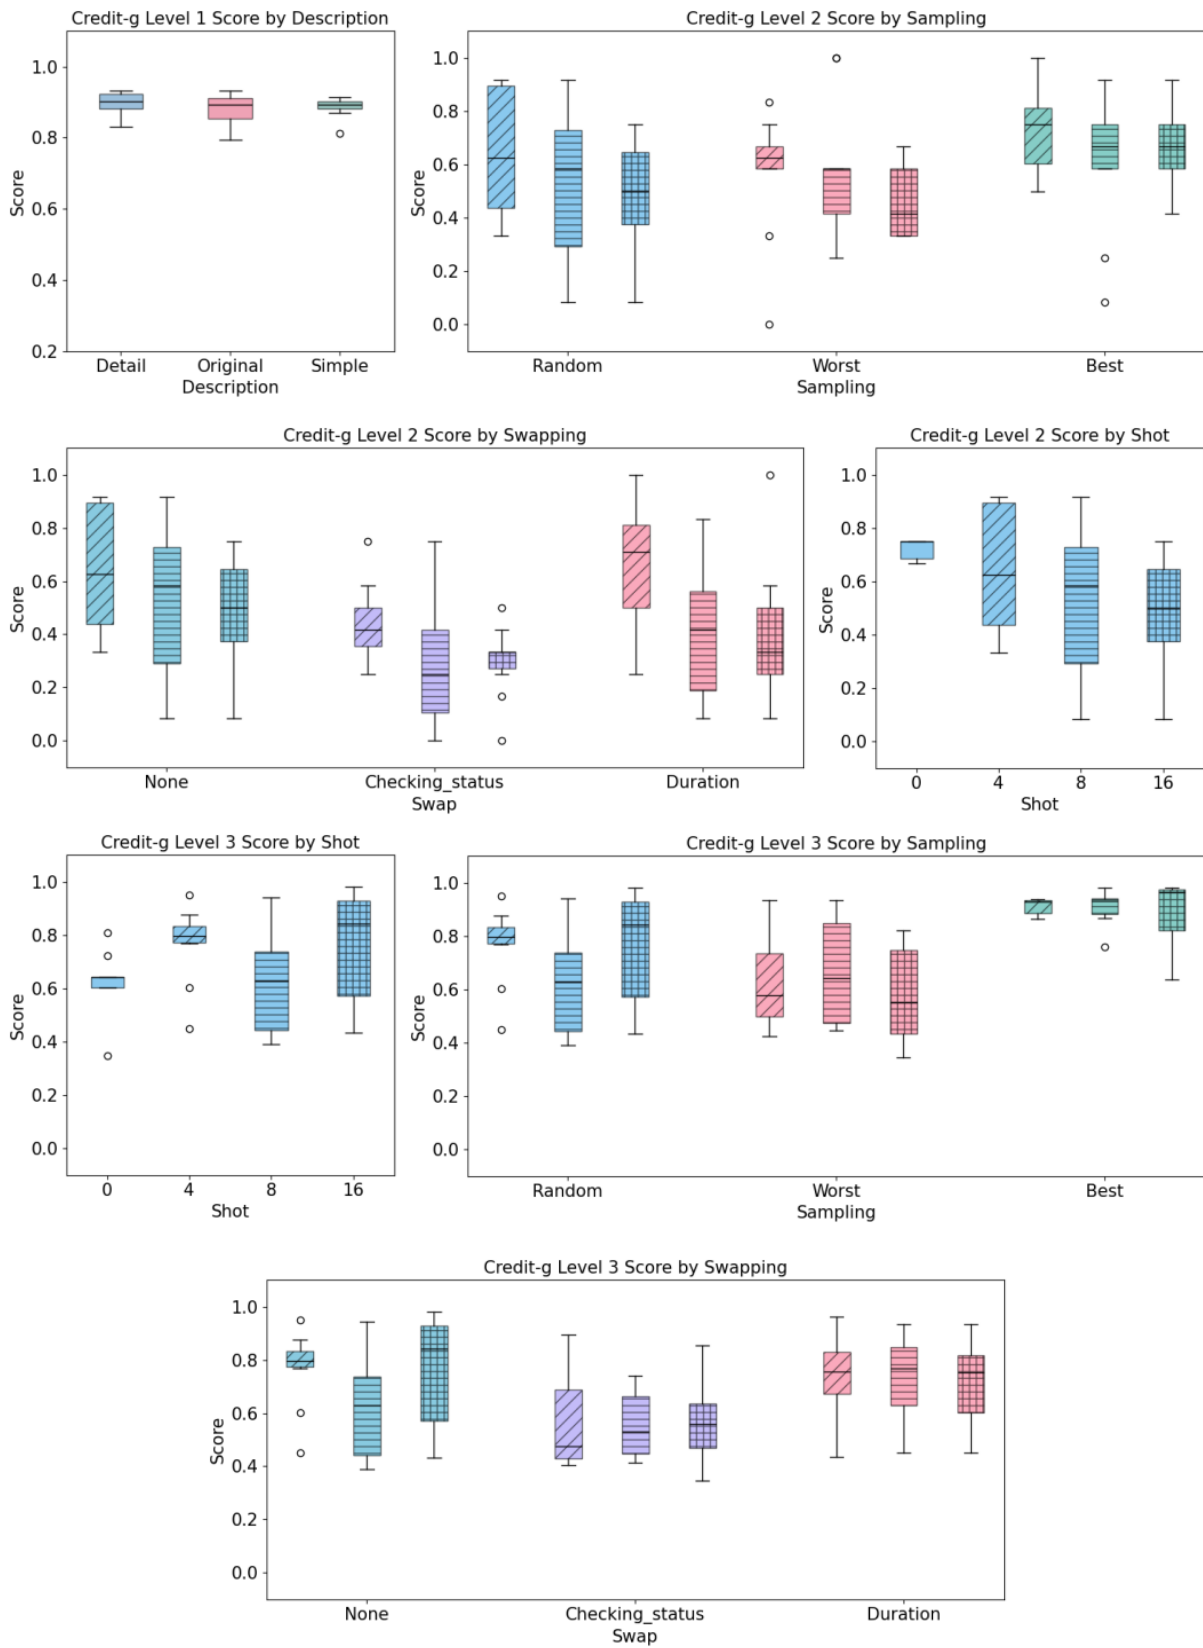 Credit-g Level 1 Score by Description
Score
1.0
0.8
0.6
0.4
0.2
Detail Original Simple
Description
Credit-g Level 2 Score by Sampling
Score
1.0
0.8
0.6
0.4
0.2
0.0
Random Worst Best
Sampling
Credit-g Level 2 Score by Swapping
Score
1.0
0.8
0.6
0.4
0.2
0.0
None Checking_status Duration
Swap
Credit-g Level 2 Score by Shot
Score
1.0
0.8
0.6
0.4
0.2
0.0
0 4 8 16
Shot
Credit-g Level 3 Score by Shot
Score
1.0
0.8
0.6
0.4
0.2
0.0
0 4 8 16
Shot
Credit-g Level 3 Score by Sampling
Score
1.0
0.8
0.6
0.4
0.2
0.0
Random Worst Best
Sampling
Credit-g Level 3 Score by Swapping
Score
1.0
0.8
0.6
0.4
0.2
0.0
None Checking_status Duration
Swap